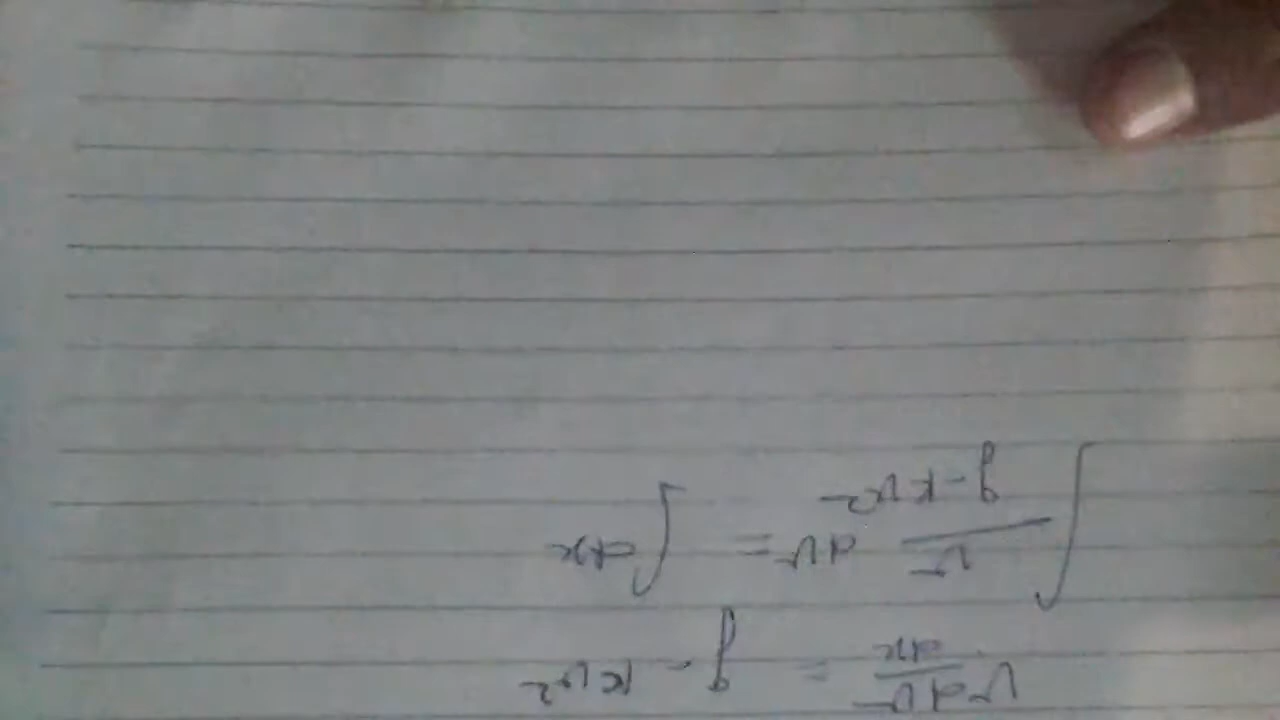 v dv/dx = g - kv²
∫ v/(g - kv²) dv = ∫ dx